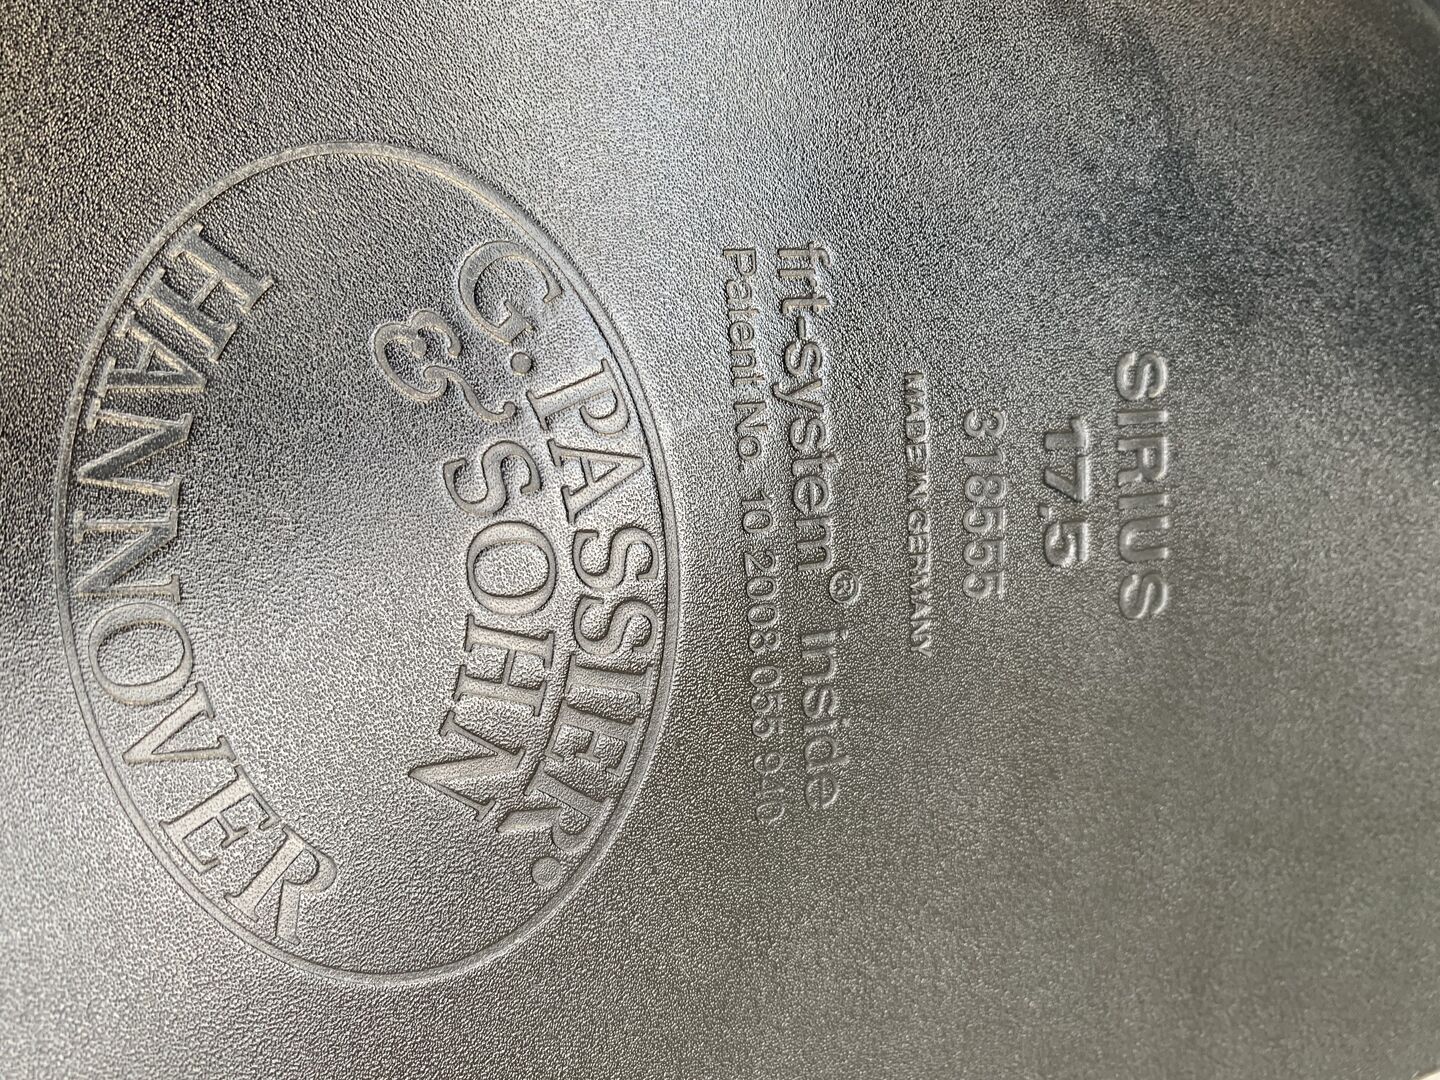 SIRIUS
17,5
318555
MADE IN GERMANY
frt-system® inside
Patent No. 10 2008 055 940
G. PASSIER.
& SOHN
HANNOVER